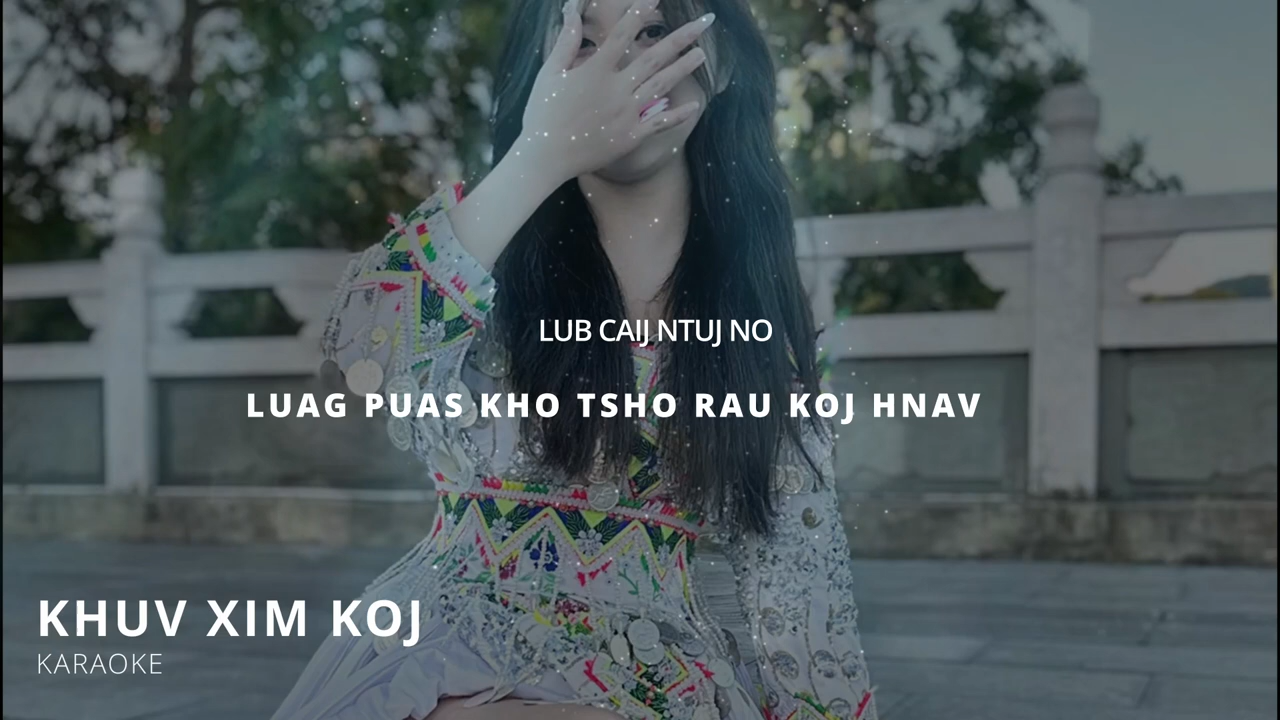 LUB CAIJ NTUJ NO
LUAG PUAS KHO TSHO RAU KOJ HNAV
KHUV XIM KOJ
KARAOKE